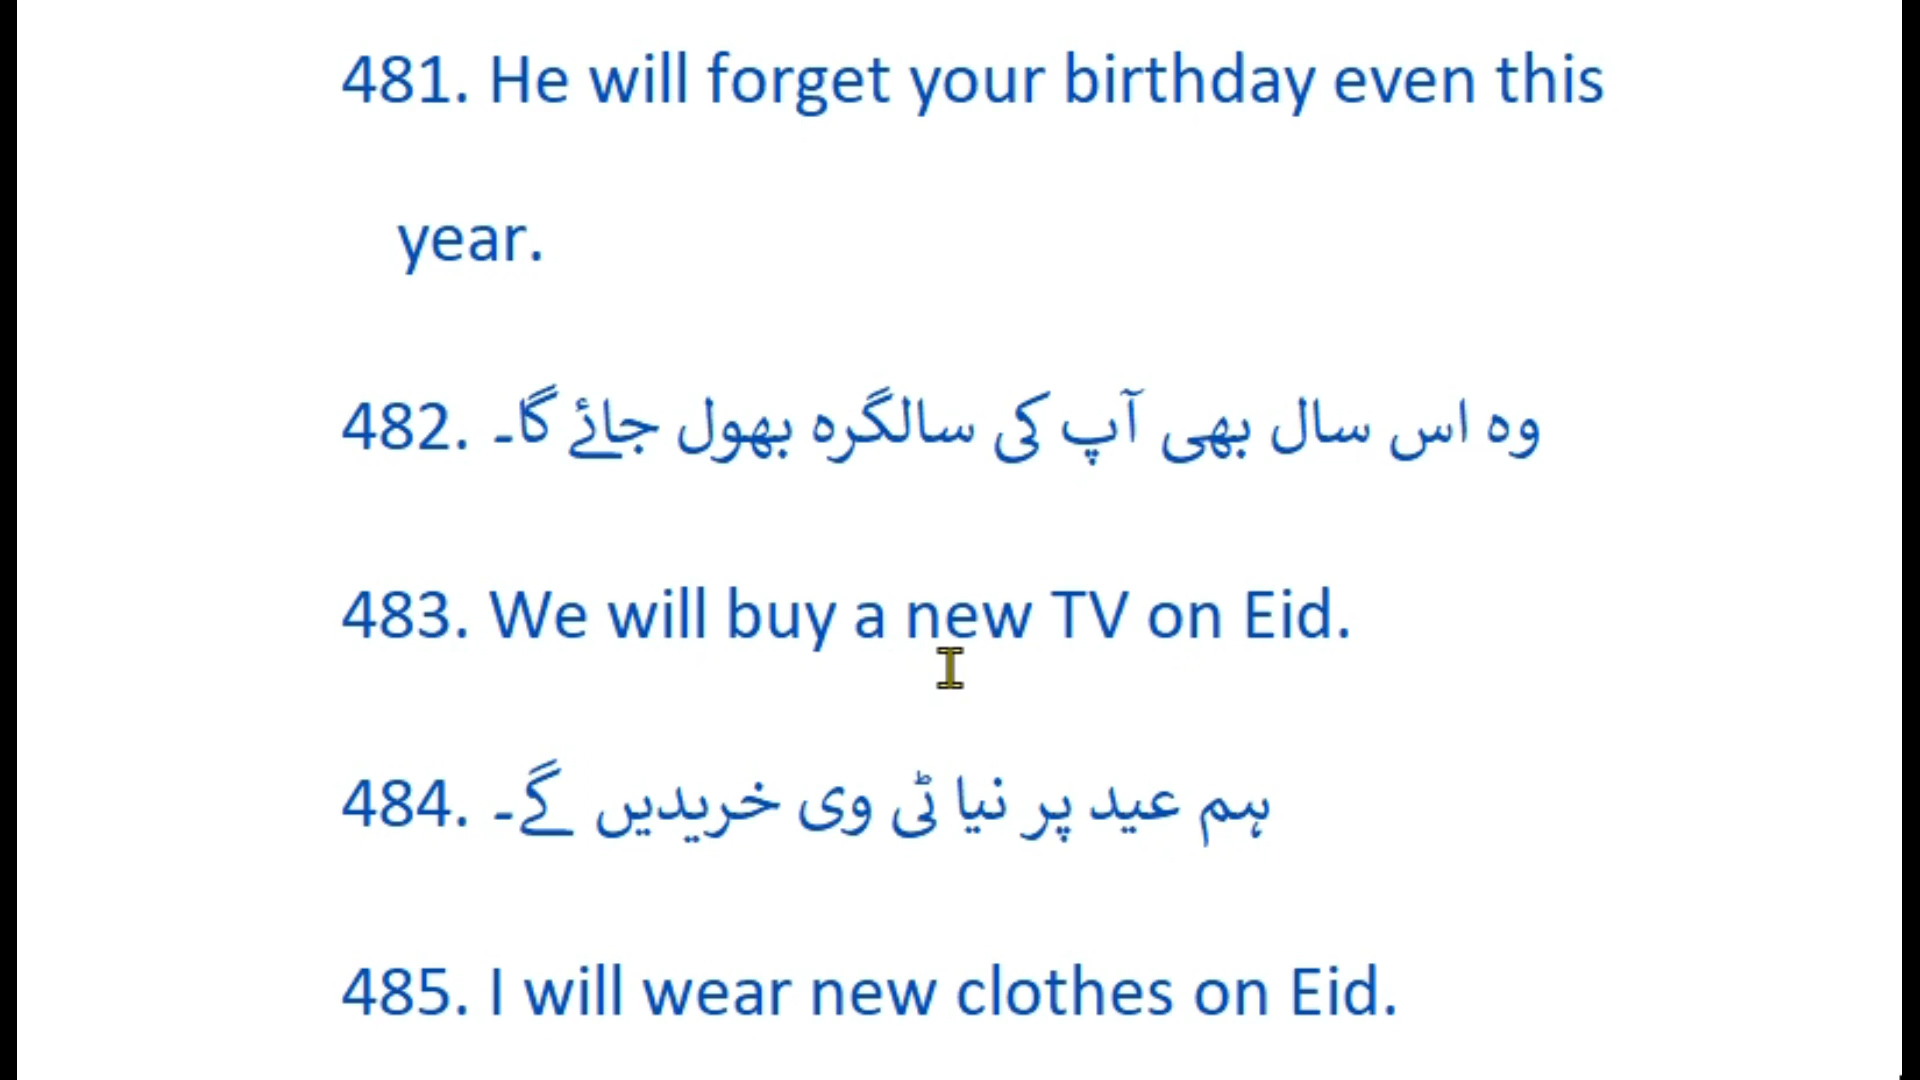 481. He will forget your birthday even this
year.
482. وہ اس سال بھی آپ کی سالگرہ بھول جائے گا۔
483. We will buy a new TV on Eid.
484. ہم عید پر نیا ٹی وی خریدیں گے۔
485. I will wear new clothes on Eid.